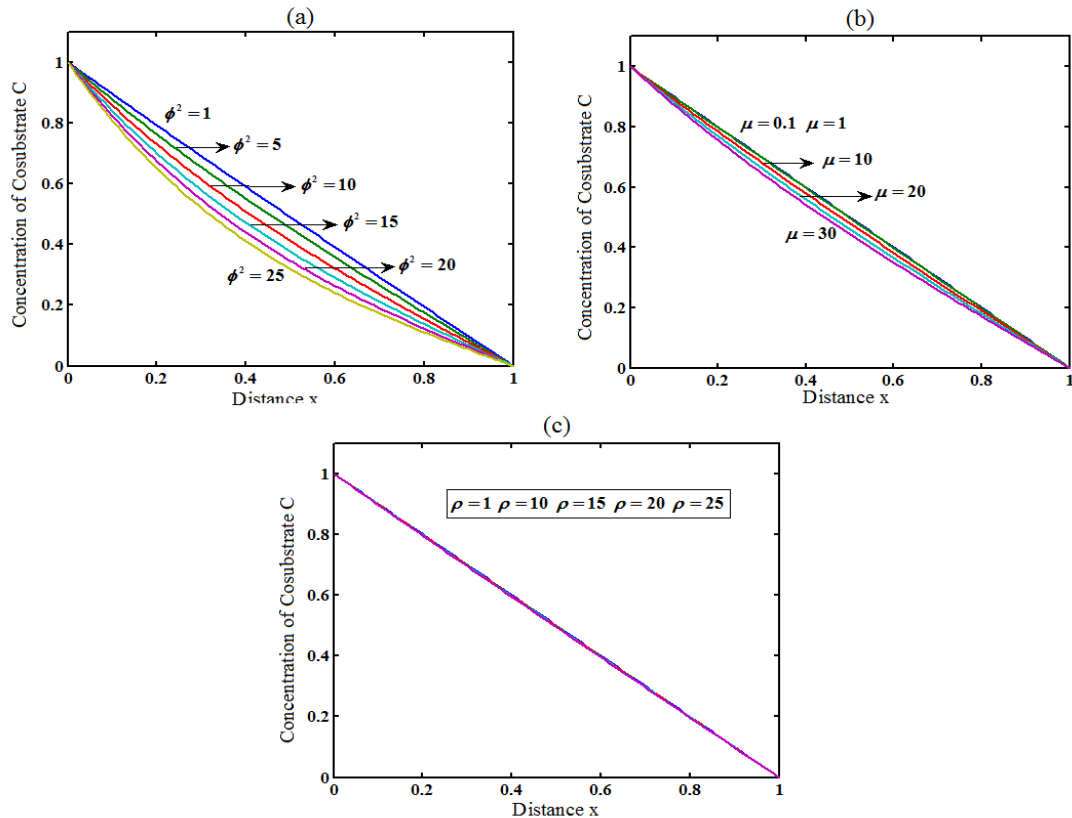 (a)
Concentration of Cosubstrate C
1
0.8
0.6
0.4
0.2
0
ϕ² = 1
ϕ² = 5
ϕ² = 10
ϕ² = 15
ϕ² = 20
ϕ² = 25
0 0.2 0.4 0.6 0.8 1
Distance x
(b)
Concentration of Cosubstrate C
1
0.8
0.6
0.4
0.2
0
μ = 0.1 μ = 1
μ = 10
μ = 20
μ = 30
0 0.2 0.4 0.6 0.8 1
Distance x
(c)
Concentration of Cosubstrate C
1
0.8
0.6
0.4
0.2
0
ρ = 1 ρ = 10 ρ = 15 ρ = 20 ρ = 25
0 0.2 0.4 0.6 0.8 1
Distance x